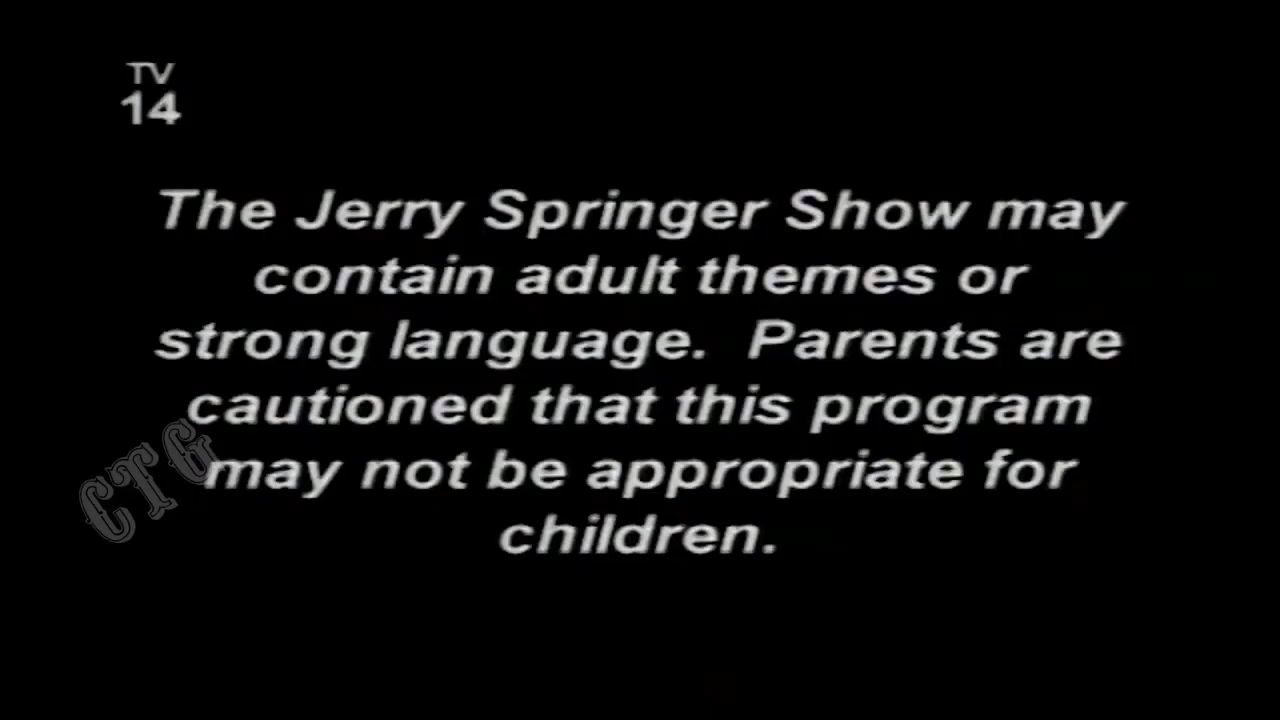 TV
14
The Jerry Springer Show may
contain adult themes or
strong language.  Parents are
cautioned that this program
may not be appropriate for
children.
CTG